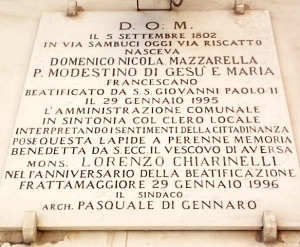 D. O. M.
IL 5 SETTEMBRE 1802
IN VIA SAMBUCI OGGI VIA RISCATTO
NASCEVA
DOMENICO NICOLA MAZZARELLA
P. MODESTINO DI GESÙ E MARIA
FRANCESCANO
BEATIFICATO DA S.S. GIOVANNI PAOLO II
IL 29 GENNAIO 1995
L'AMMINISTRAZIONE COMUNALE
IN SINTONIA COL CLERO LOCALE
INTERPRETANDO I SENTIMENTI DELLA CITTADINANZA
POSE QUESTA LAPIDE A PERENNE MEMORIA
BENEDETTA DA S. ECC. IL VESCOVO DI AVERSA
MONS. LORENZO CHIARINELLI
NELL'ANNIVERSARIO DELLA BEATIFICAZIONE
FRATTAMAGGIORE 29 GENNAIO 1996
IL SINDACO
ARCH. PASQUALE DI GENNARO